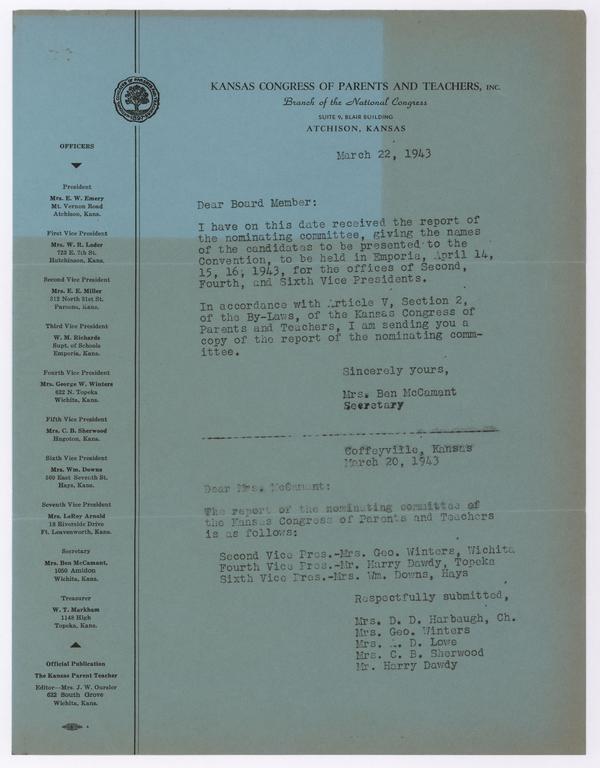 KANSAS CONGRESS OF PARENTS AND TEACHERS, INC.
Branch of the National Congress
SUITE 9, BLAIR BUILDING
ATCHISON, KANSAS
OFFICERS
President
Mrs. E. W. Emery
Mt. Vernon Road
Atchison, Kans.
First Vice President
Mrs. W. R. Loder
723 E. 7th St.
Hutchinson, Kans.
Second Vice President
Mrs. E. E. Miller
312 North 31st St.
Parsons, Kans.
Third Vice President
W. M. Richards
Supt. of Schools
Emporia, Kans.
Fourth Vice President
Mrs. George W. Winters
622 N. Topeka
Wichita, Kans.
Fifth Vice President
Mrs. C. B. Sherwood
Hugoton, Kans.
Sixth Vice President
Mrs. Wm. Downs
500 East Seventh St.
Hays, Kans.
Seventh Vice President
Mrs. LeRoy Arnold
18 Riverside Drive
Ft. Leavenworth, Kans.
Secretary
Mrs. Ben McCamant,
1050 Amidon
Wichita, Kans.
Treasurer
W. T. Markham
1148 High
Topeka, Kans.
Official Publication
The Kansas Parent Teacher
Editor—Mrs. J. W. Gursler
632 South Grove
Wichita, Kans.
March 22, 1943
Dear Board Member:
I have on this date received the report of
the nominating committee, giving the names
of the candidates to be presented to the
Convention, to be held in Emporia, April 14,
15, 16, 1943, for the offices of Second,
Fourth, and Sixth Vice Presidents.
In accordance with Article V, Section 2,
of the By-Laws, of the Kansas Congress of
Parents and Teachers, I am sending you a
copy of the report of the nominating comm-
ittee.
Sincerely yours,
Mrs. Ben McCamant
Secretary
Coffeyville, Kansas
March 20, 1943
Dear Mrs. McCamant:
The report of the nominating committee of
the Kansas Congress of Parents and Teachers
is as follows:
Second Vice Pres.-Mrs. Geo. Winters, Wichita
Fourth Vice Pres.-Mr. Harry Dawdy, Topeka
Sixth Vice Pres.-Mrs. Wm. Downs, Hays
Respectfully submitted,
Mrs. D. D. Harbaugh, Ch.
Mrs. Geo. Winters
Mrs. D. Lowe
Mrs. C. B. Sherwood
Mr. Harry Dawdy